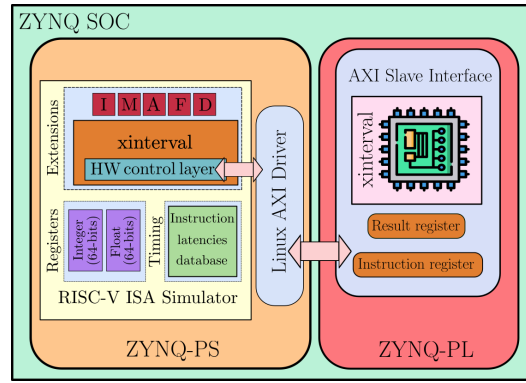 ZYNQ SOC
Extensions
I M A F D
xinterval
HW control layer
Registers
Integer
(64-bits)
Float
(64-bits)
Timing
Instruction
latencies
database
RISC-V ISA Simulator
Linux AXI Driver
ZYNQ-PS
AXI Slave Interface
xinterval
Result register
Instruction register
ZYNQ-PL